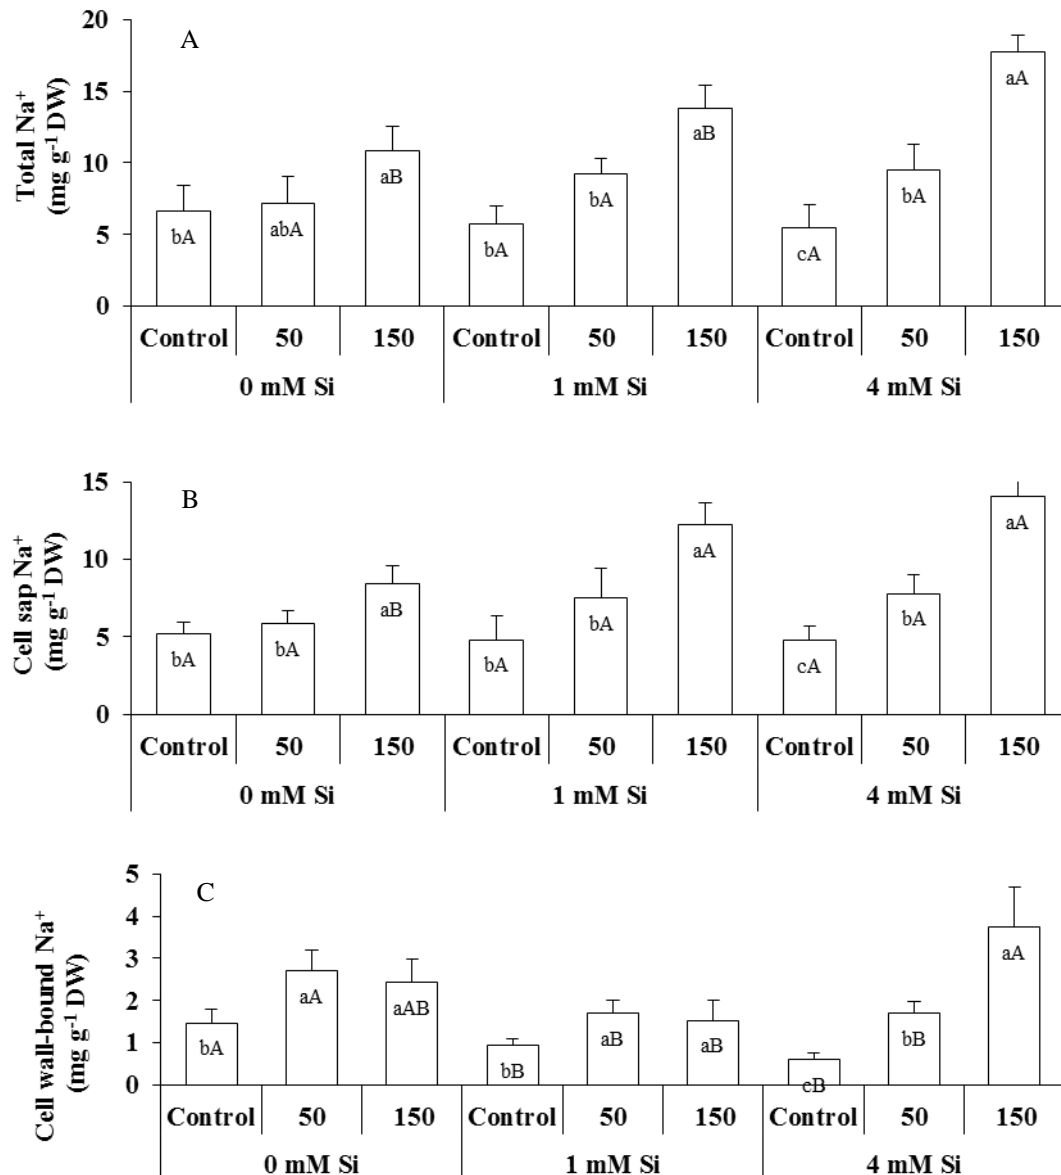 A
Total Na⁺
(mg g⁻¹ DW)
20
15
10
5
0
bA
abA
aB
bA
bA
aB
cA
bA
aA
Control 50 150 Control 50 150 Control 50 150
0 mM Si 1 mM Si 4 mM Si
B
Cell sap Na⁺
(mg g⁻¹ DW)
15
10
5
0
bA
bA
aB
bA
bA
aA
cA
bA
aA
Control 50 150 Control 50 150 Control 50 150
0 mM Si 1 mM Si 4 mM Si
C
Cell wall-bound Na⁺
(mg g⁻¹ DW)
5
4
3
2
1
0
bA
aA
aAB
bB
aB
aB
cB
bB
aA
Control 50 150 Control 50 150 Control 50 150
0 mM Si 1 mM Si 4 mM Si